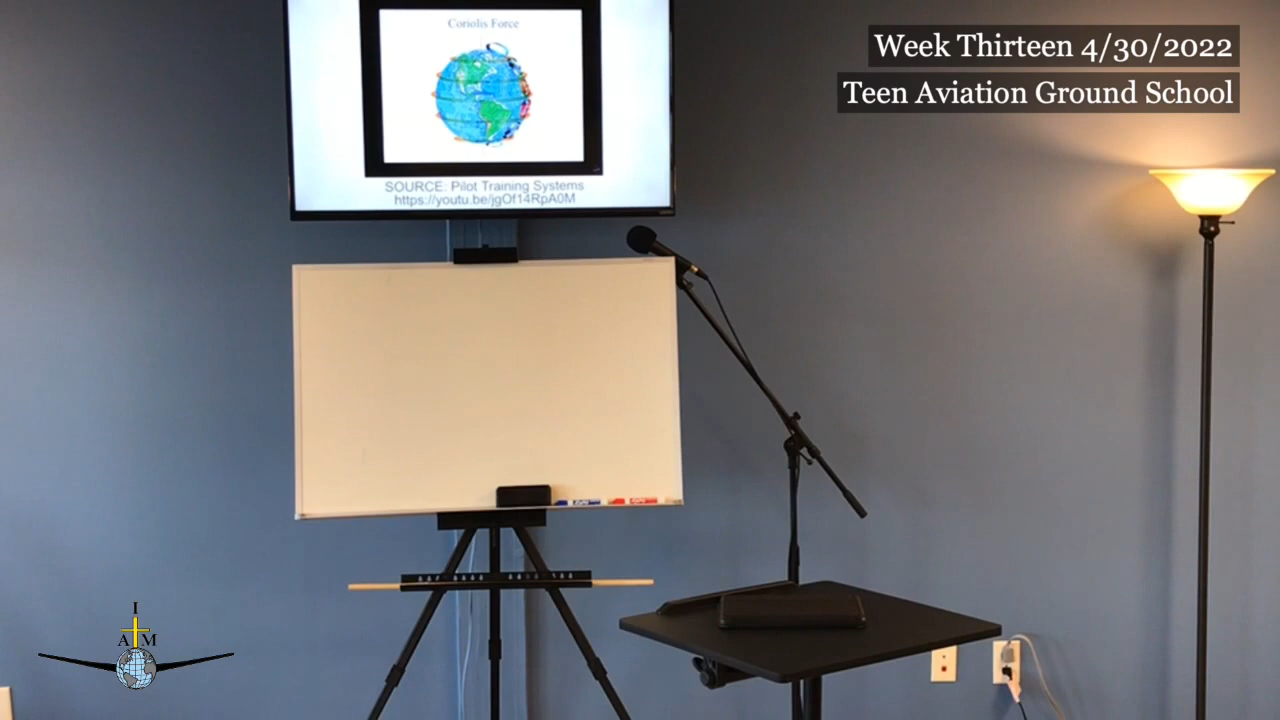 Coriolis Force
SOURCE: Pilot Training Systems
https://youtu.be/jgOf14RpA0M
Week Thirteen 4/30/2022
Teen Aviation Ground School
I
A M